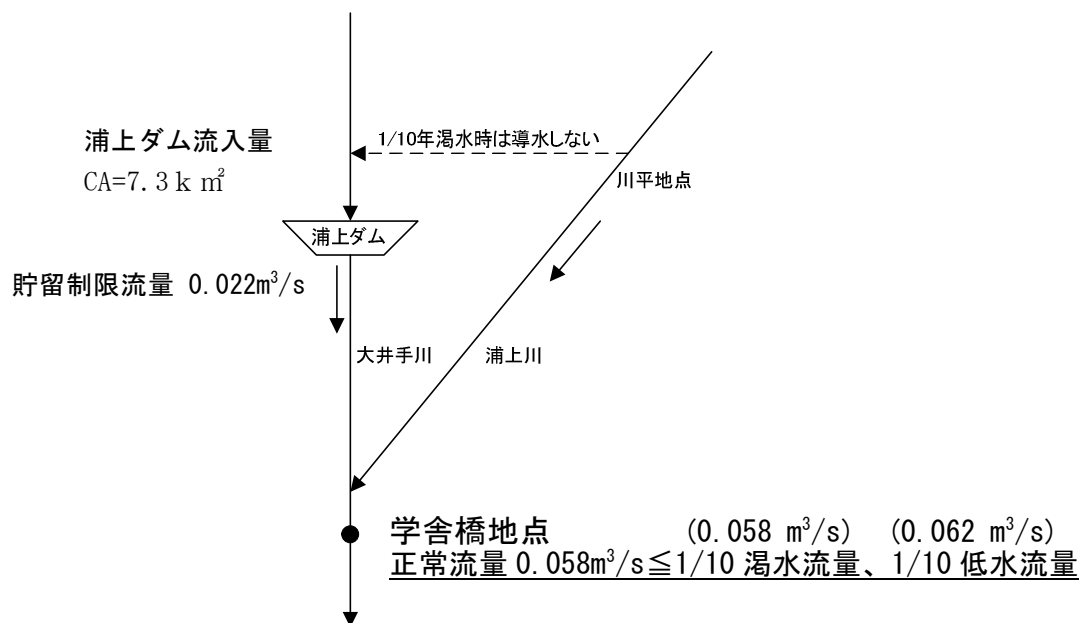 浦上ダム流入量
CA=7.3k㎡
1/10年渇水時は導水しない
川平地点
浦上ダム
貯留制限流量 0.022m³/s
大井手川
浦上川
学舎橋地点 (0.058 m³/s) (0.062 m³/s)
正常流量 0.058m³/s≦1/10 渇水流量、1/10 低水流量